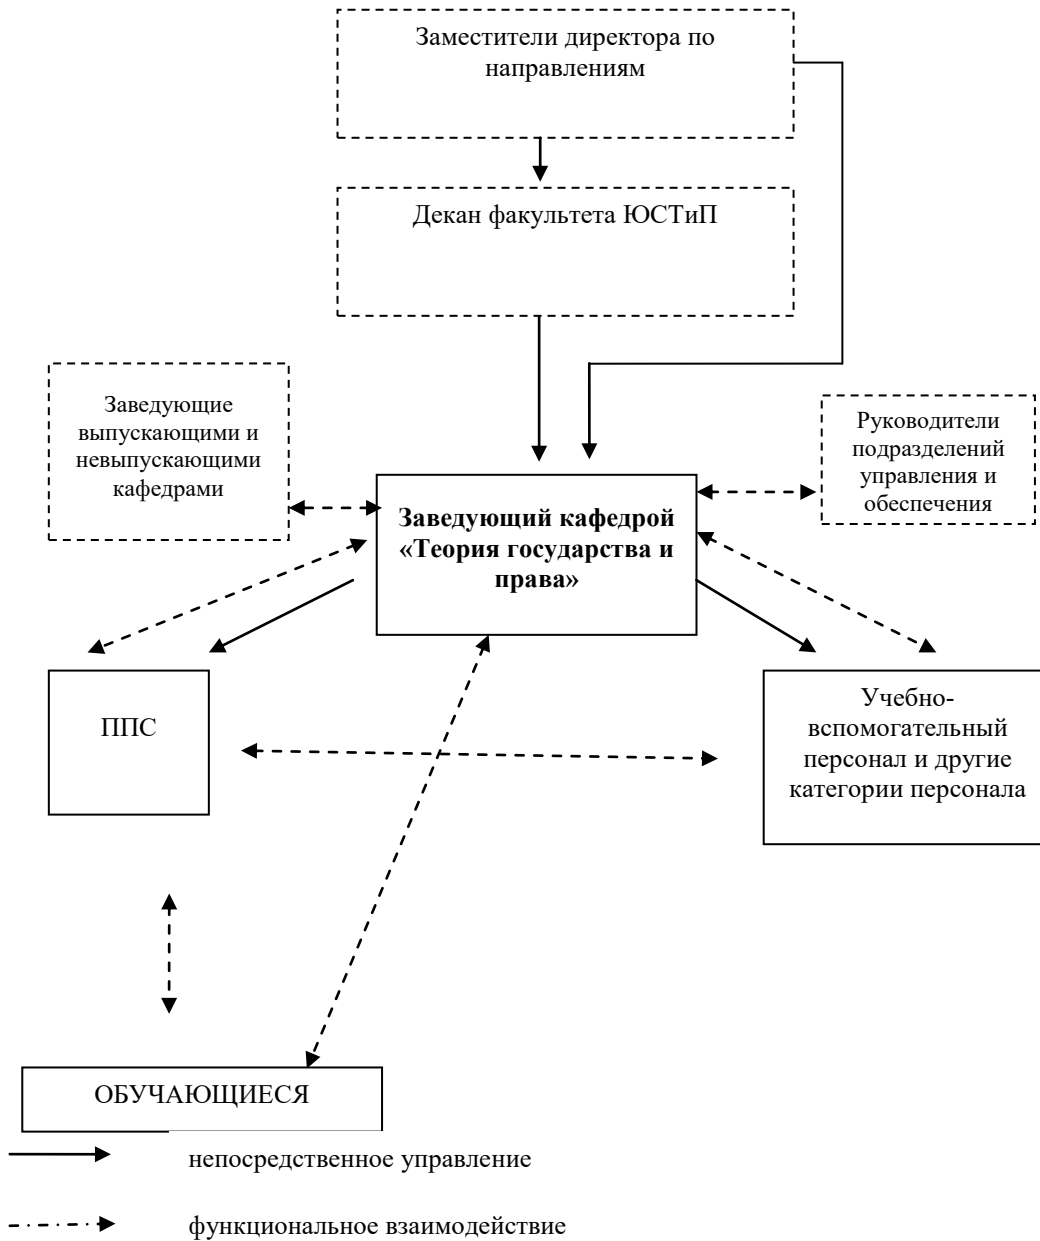 Заместители директора по
направлениям
Декан факультета ЮСТиП
Заведующие
выпускающими и
невыпускающими
кафедрами
Руководители
подразделений
управления и
обеспечения
Заведующий кафедрой
«Теория государства и
права»
ППС
Учебно-
вспомогательный
персонал и другие
категории персонала
ОБУЧАЮЩИЕСЯ
непосредственное управление
функциональное взаимодействие